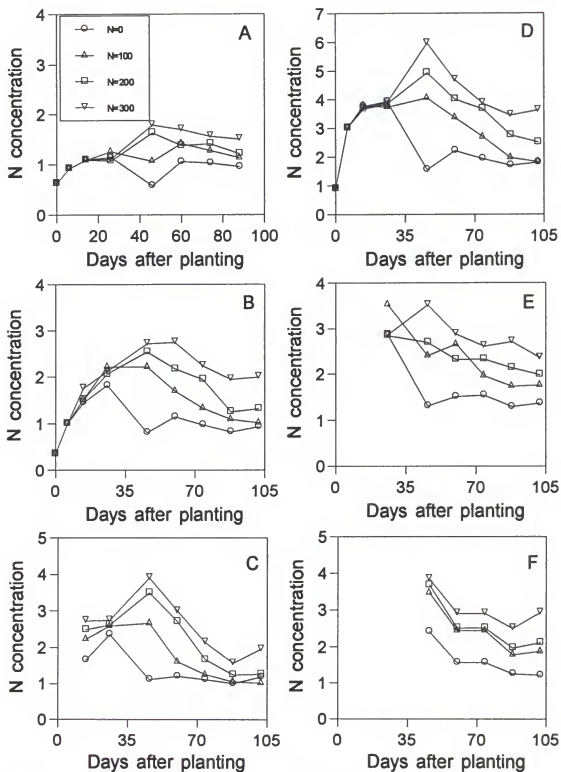 A
N=0
N=100
N=200
N=300
N concentration
4
3
2
1
0
0 20 40 60 80 100
Days after planting
D
N concentration
7
6
5
4
3
2
1
0
0 35 70 105
Days after planting
B
N concentration
4
3
2
1
0
0 35 70 105
Days after planting
E
N concentration
4
3
2
1
0
0 35 70 105
Days after planting
C
N concentration
5
4
3
2
1
0
0 35 70 105
Days after planting
F
N concentration
5
4
3
2
1
0
0 35 70 105
Days after planting